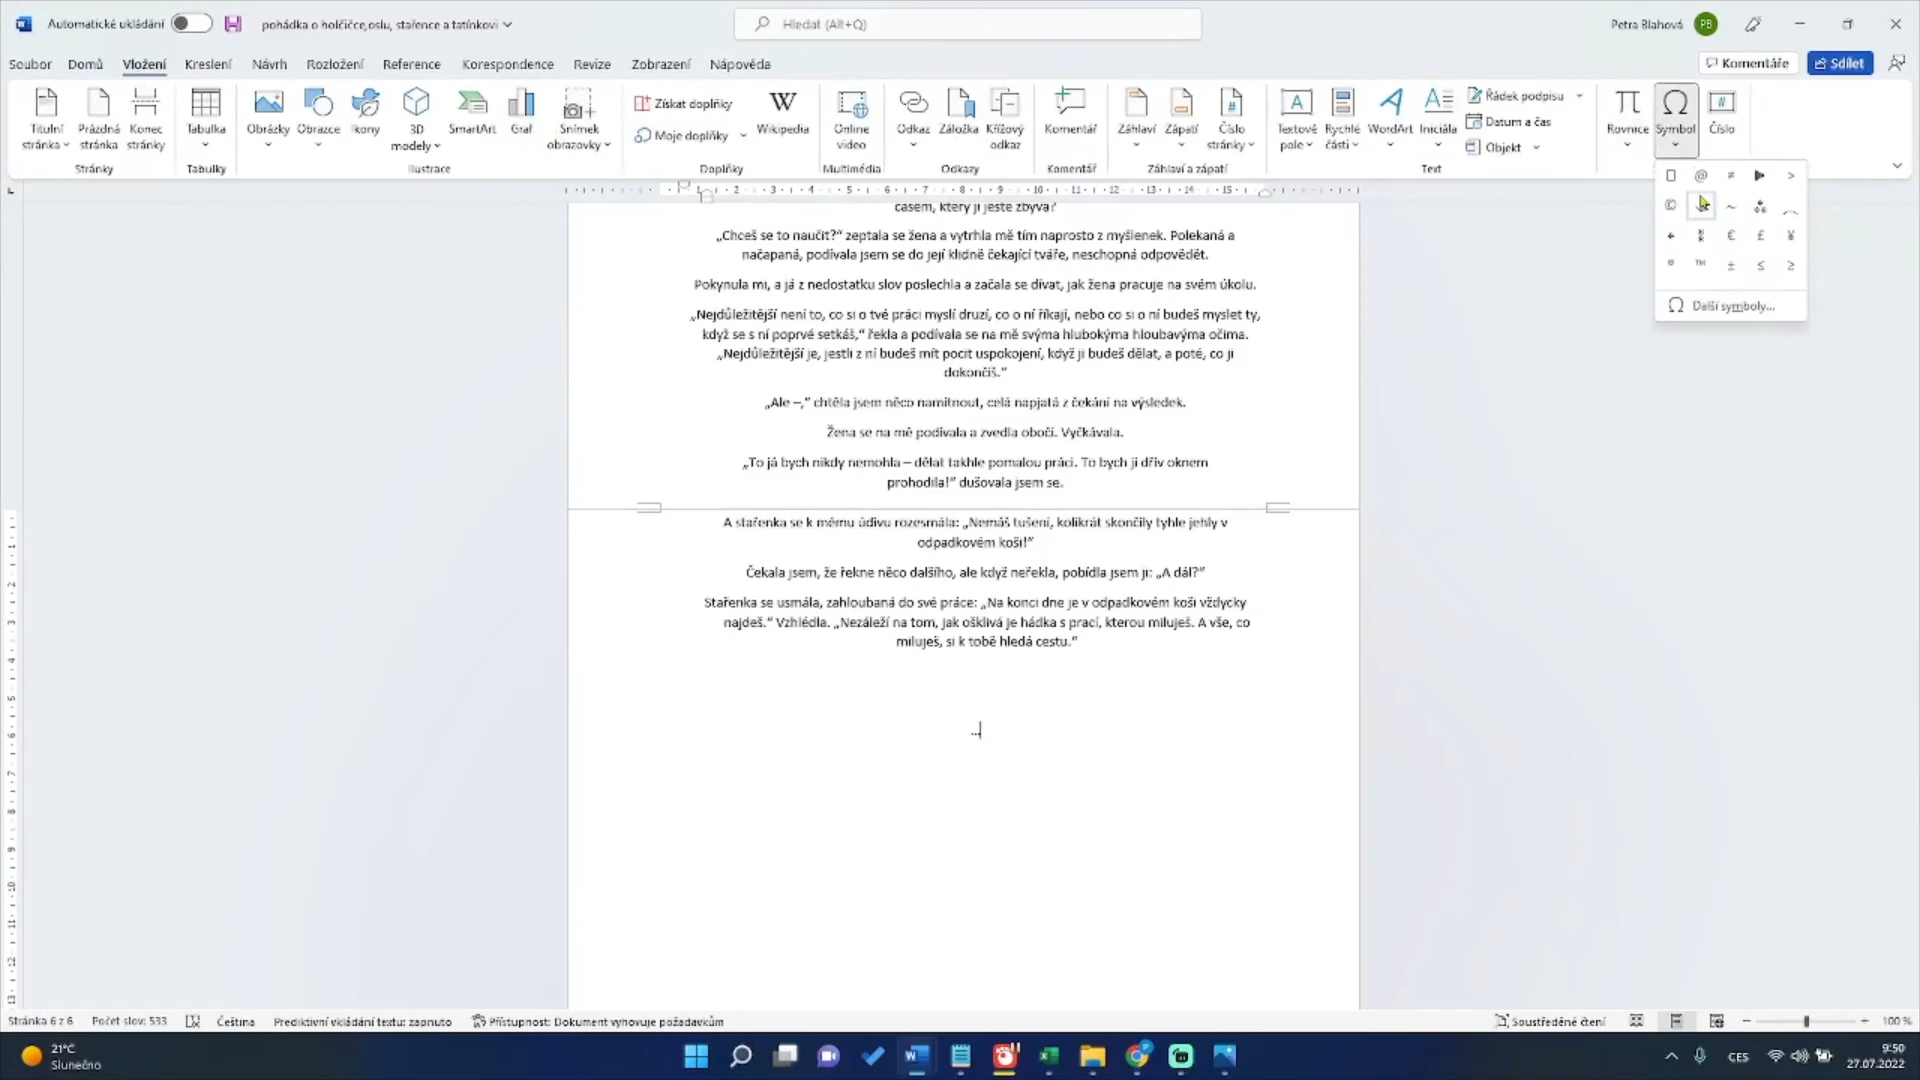 Automatické ukládání
pohádka o holčičce,oslu, stařence a tatínkovi
Hledat (Alt+Q)
Petra Blahová
PB
Soubor Domů Vložení Kreslení Návrh Rozložení Reference Korespondence Revize Zobrazení Nápověda
Komentáře
Sdílet
Titulní stránka
Prázdná stránka
Konec stránky
Stránky
Tabulka
Tabulky
Obrázky
Obrazce
Ikony
3D modely
SmartArt
Graf
Snímek obrazovky
Ilustrace
Získat doplňky
Moje doplňky
Wikipedia
Doplňky
Online video
Multimédia
Odkaz
Záložka
Křížový odkaz
Odkazy
Komentář
Komentář
Záhlaví
Zápatí
Číslo stránky
Záhlaví a zápatí
Textové pole
Rychlé části
WordArt
Iniciála
Řádek podpisu
Datum a čas
Objekt
Text
Rovnice
Symbol
Číslo
Další symboly...
časem, který jí ještě zbývá?
„Chceš se to naučit?“ zeptala se žena a vytrhla mě tím naprosto z myšlenek. Polekaná a
načapaná, podívala jsem se do její klidně čekající tváře, neschopná odpovědět.
Pokynula mi, a já z nedostatku slov poslechla a začala se dívat, jak žena pracuje na svém úkolu.
„Nejdůležitější není to, co si o tvé práci myslí druzí, co o ní říkají, nebo co si o ní budeš myslet ty,
když se s ní poprvé setkáš,“ řekla a podívala se na mě svýma hlubokýma hloubavýma očima.
„Nejdůležitější je, jestli z ní budeš mít pocit uspokojení, když ji budeš dělat, a poté, co ji
dokončíš.“
„Ale –,“ chtěla jsem něco namítnout, celá napjatá z čekání na výsledek.
Žena se na mě podívala a zvedla obočí. Vyčkávala.
„To já bych nikdy nemohla – dělat takhle pomalou práci. To bych ji dřív oknem
prohodila!“ dušovala jsem se.
A stařenka se k mému údivu rozesmála: „Nemáš tušení, kolikrát skončily tyhle jehly v
odpadkovém koši!“
Čekala jsem, že řekne něco dalšího, ale když neřekla, pobídla jsem ji: „A dál?“
Stařenka se usmála, zahloubaná do své práce: „Na konci dne je v odpadkovém koši vždycky
najdeš.“ Vzhlédla. „Nezáleží na tom, jak ošklivá je hádka s prací, kterou miluješ. A vše, co
miluješ, si k tobě hledá cestu.“
...
Stránka 6 z 6
Počet slov: 533
Čeština
Prediktivní vkládání textu: zapnuto
Přístupnost: Dokument vyhovuje požadavkům
Soustředěné čtení
100 %
21°C
Slunečno
CES
9:50
27.07.2022